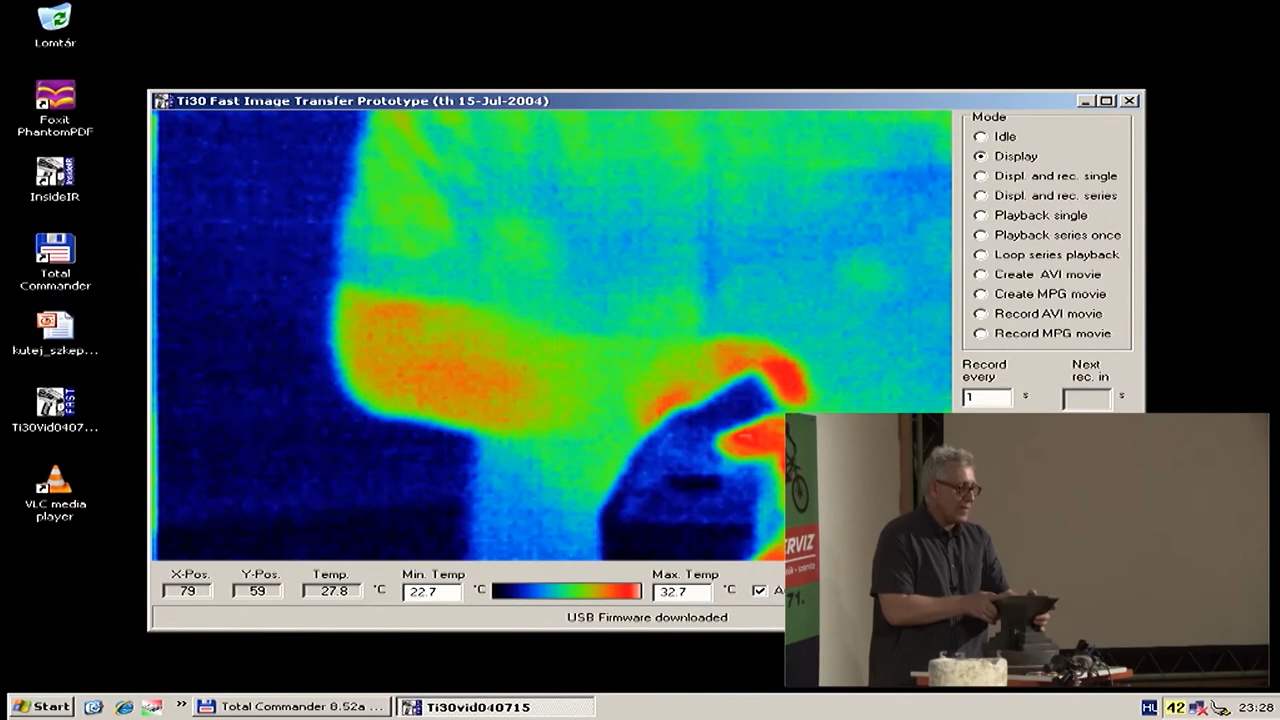 Lomtár
Foxit
PhantomPDF
InsideIR
Total
Commander
kutej_szkep...
Ti30Vid0407...
VLC media
player
Ti30 Fast Image Transfer Prototype (th 15-Jul-2004)
Mode
Idle
Display
Displ. and rec. single
Displ. and rec. series
Playback single
Playback series once
Loop series playback
Create AVI movie
Create MPG movie
Record AVI movie
Record MPG movie
Record
every
Next
rec. in
1 s
s
X-Pos. Y-Pos. Temp. Min. Temp Max. Temp
79 59 27.8 °C 22.7 °C 32.7 °C A
USB Firmware downloaded
ERVIZ
71.
Start
Total Commander 8.52a ...
Ti30vid040715
HU 42 23:28